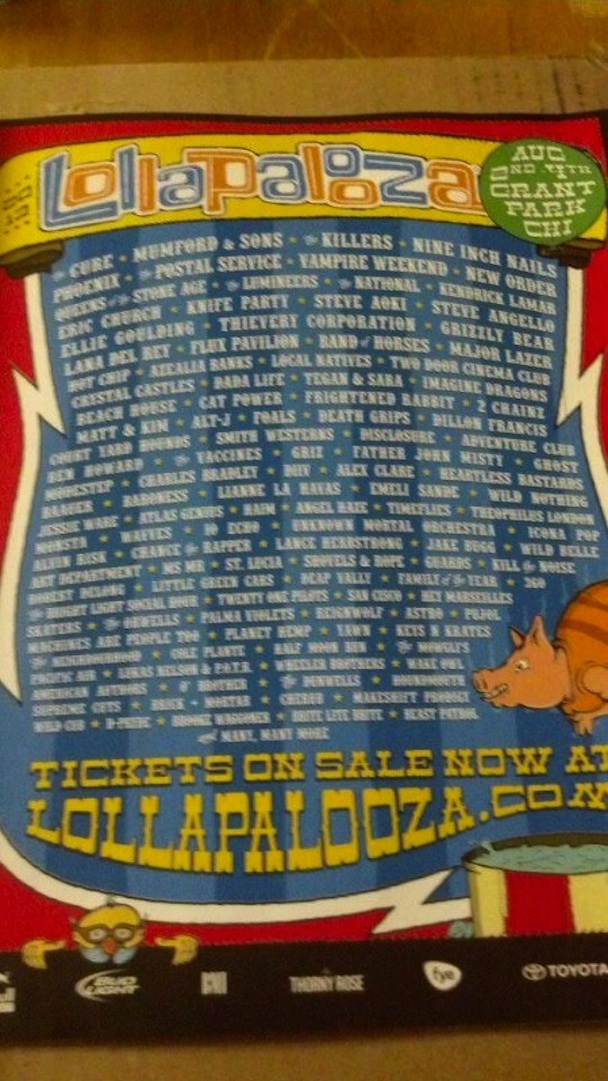 Lollapalooza
AUG
2ND - 4TH
GRANT
PARK
CHI
The CURE • MUMFORD & SONS • The KILLERS • NINE INCH NAILS
PHOENIX • The POSTAL SERVICE • VAMPIRE WEEKEND • NEW ORDER
QUEENS of the STONE AGE • The LUMINEERS • The NATIONAL • KENDRICK LAMAR
ERIC CHURCH • KNIFE PARTY • STEVE AOKI • STEVE ANGELLO
ELLIE GOULDING • THIEVERY CORPORATION • GRIZZLY BEAR
LANA DEL REY • FLUX PAVILION • BAND of HORSES • MAJOR LAZER
HOT CHIP • AZEALIA BANKS • LOCAL NATIVES • TWO DOOR CINEMA CLUB
CRYSTAL CASTLES • DADA LIFE • TEGAN & SARA • IMAGINE DRAGONS
BEACH HOUSE • CAT POWER • FRIGHTENED RABBIT • 2 CHAINZ
MATT & KIM • ALT-J • FOALS • DEATH GRIPS • DILLON FRANCIS
COURT YARD HOUNDS • SMITH WESTERNS • DISCLOSURE • ADVENTURE CLUB
BEN HOWARD • The VACCINES • GRIZ • FATHER JOHN MISTY • GHOST
MODESTEP • CHARLES BRADLEY • DIIV • ALEX CLARE • HEARTLESS BASTARDS
BAAUER • BARONESS • LIANNE LA HAVAS • EMELI SANDE • WILD NOTHING
JESSIE WARE • ATLAS GENIUS • HAIM • ANGEL HAZE • TIMEFLIES • THEOPHILUS LONDON
MONSTA • WAVVES • JO ECHO • UNKNOWN MORTAL ORCHESTRA • ICONA POP
ALVIN RISK • CHANCE the RAPPER • LANCE HERBSTRONG • JAKE BUGG • WILD BELLE
ART DEPARTMENT • MS MR • ST. LUCIA • SHOVELS & ROPE • GUARDS • KILL the NOISE
ROBERT DELONG • LITTLE GREEN CARS • DEAP VALLY • FAMILY of the YEAR • 360
The BRIGHT LIGHT SOCIAL HOUR • TWENTY ONE PILOTS • SAN CISCO • HEY MARSEILLES
SKATERS • The ORWELLS • PALMA VIOLETS • REIGNWOLF • ASTRO • PUJOL
MACHINES ARE PEOPLE TOO • PLANET HEMP • YAWN • KETS N KRATES
The NEIGHBOURHOOD • COLE PLANTE • HALF MOON RUN • The MOWGLI'S
PACIFIC AIR • LUKAS NELSON & P.O.T.R. • WHEELER BROTHERS • WAKE OWL
AMERICAN AUTHORS • BROTHER • The DUNWELLS • HOUNDMOUTH
SUPREME CUTS • BRICK + MORTAR • CHERUB • MAKESHIFT PRODIGY
WILD CUB • BROOKE WAGGONER • BRITE LITE BRITE • BEAST PATROL
and MANY, MANY MORE
TICKETS ON SALE NOW AT
LOLLAPALOOZA.COM
BUD LIGHT
THORNY ROSE
fye
TOYOTA